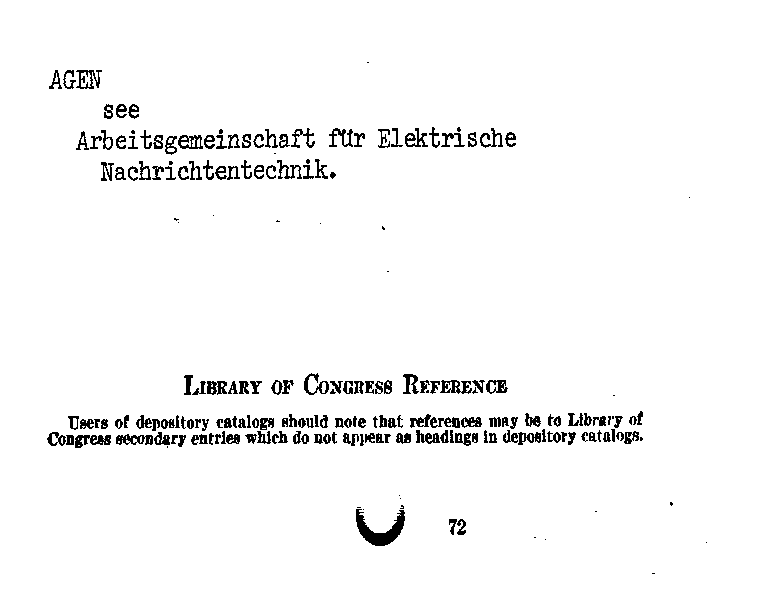 AGEN
see
Arbeitsgemeinschaft für Elektrische
Nachrichtentechnik.
LIBRARY OF CONGRESS REFERENCE
Users of depository catalogs should note that references may be to Library of
Congress secondary entries which do not appear as headings in depository catalogs.
72